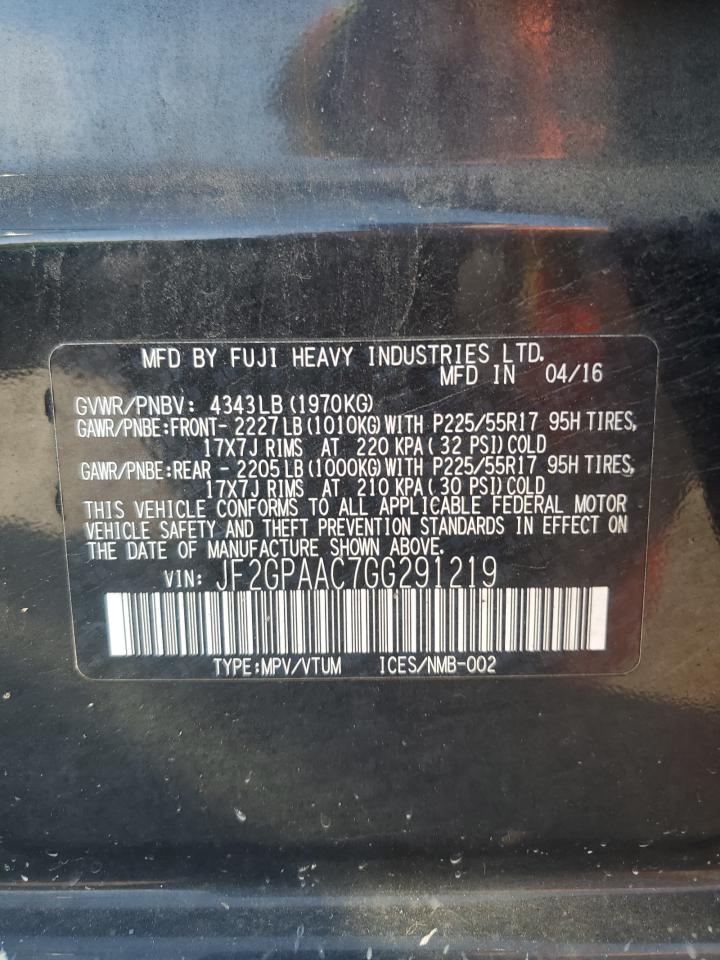 MFD BY FUJI HEAVY INDUSTRIES LTD.
MFD IN 04/16
GVWR/PNBV: 4343LB (1970KG)
GAWR/PNBE:FRONT- 2227LB (1010KG) WITH P225/55R17 95H TIRES,
17X7J RIMS AT 220 KPA( 32 PSI) COLD
GAWR/PNBE:REAR - 2205LB (1000KG) WITH P225/55R17 95H TIRES,
17X7J RIMS AT 210 KPA( 30 PSI) COLD
THIS VEHICLE CONFORMS TO ALL APPLICABLE FEDERAL MOTOR
VEHICLE SAFETY AND THEFT PREVENTION STANDARDS IN EFFECT ON
THE DATE OF MANUFACTURE SHOWN ABOVE.
VIN: JF2GPAAC7GG291219
TYPE:MPV/VTUM ICES/NMB-002